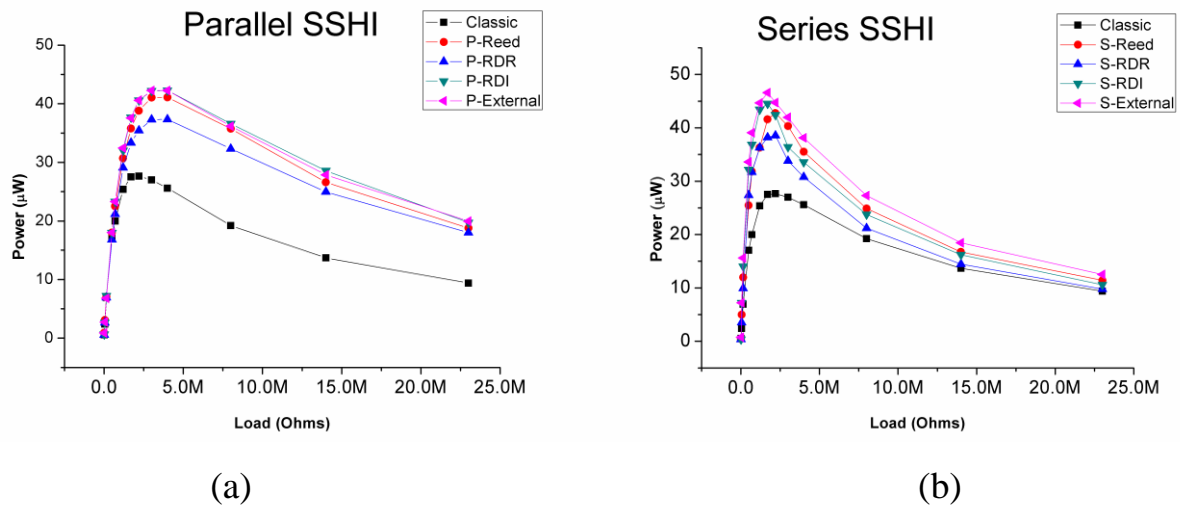 Parallel SSHI
Classic
P-Reed
P-RDR
P-RDI
P-External
50
40
30
20
10
0
Power (μW)
0.0
5.0M
10.0M
15.0M
20.0M
25.0M
Load (Ohms)
(a)
Series SSHI
Classic
S-Reed
S-RDR
S-RDI
S-External
50
40
30
20
10
0
Power (μW)
0.0
5.0M
10.0M
15.0M
20.0M
25.0M
Load (Ohms)
(b)